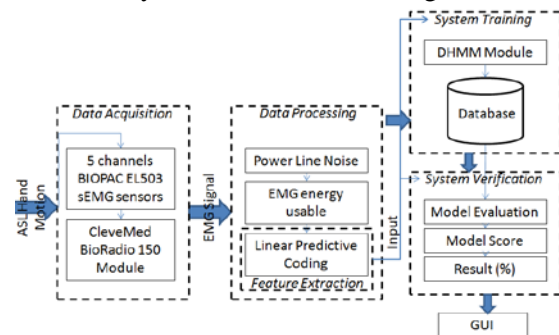 System Training
DHMM Module
Database
Data Acquisition
ASL Hand
Motion
5 channels
BIOPAC EL503
sEMG sensors
CleveMed
BioRadio 150
Module
EMG Signal
Data Processing
Power Line Noise
EMG energy
usable
Linear Predictive
Coding
Feature Extraction
Input
System Verification
Model Evaluation
Model Score
Result (%)
GUI